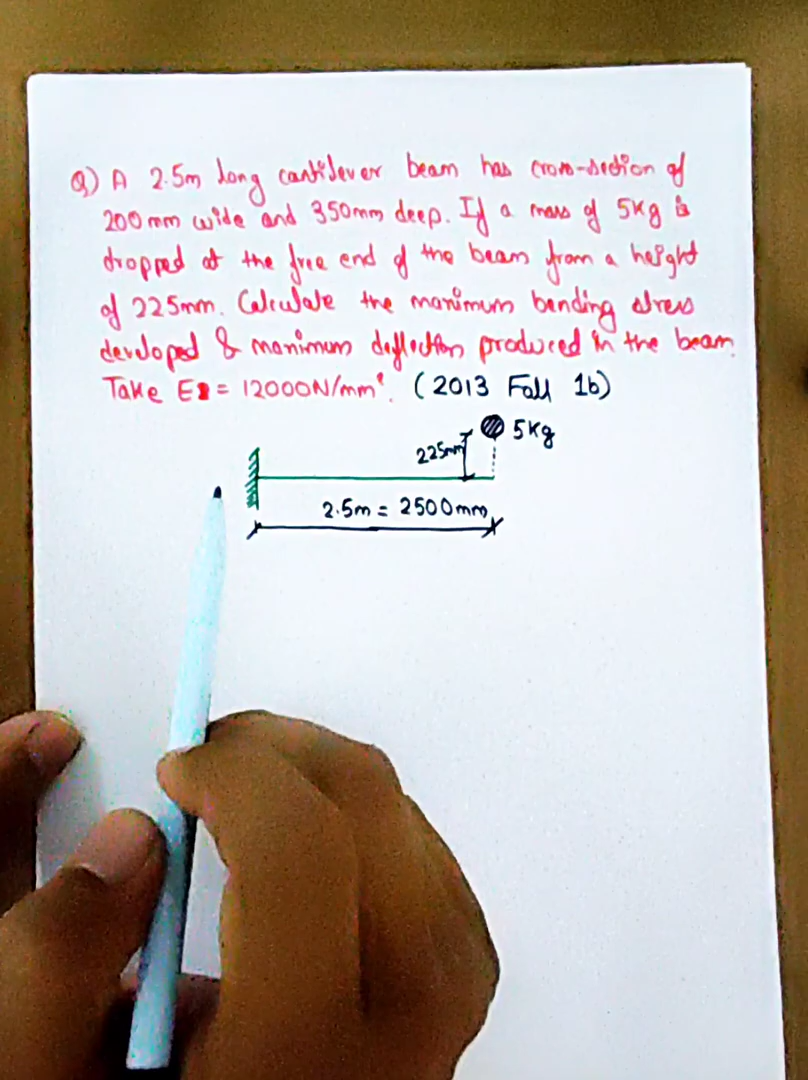 Q) A 2.5m long cantilever beam has cross-section of
200mm wide and 350mm deep. If a mass of 5Kg is
dropped at the free end of the beam from a height
of 225mm. Calculate the maximum bending stress
developed & maximum deflection produced in the beam.
Take E = 12000N/mm². (2013 Fall 1b)
5Kg
225mm
2.5m = 2500mm